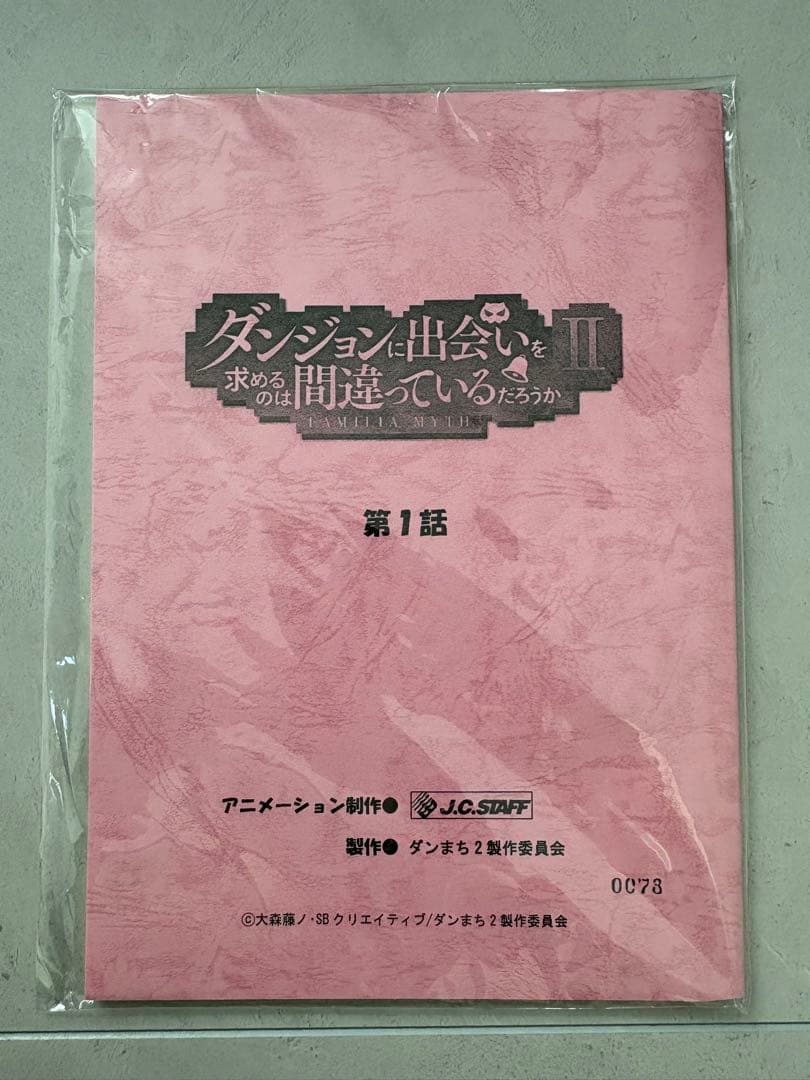 ダンジョンに出会いを II
求めるのは間違っているだろうか
FAMILIA MYTH
第1話
アニメーション制作● J.C.STAFF
製作● ダンまち2製作委員会
0073
©大森藤ノ・SBクリエイティブ/ダンまち2製作委員会